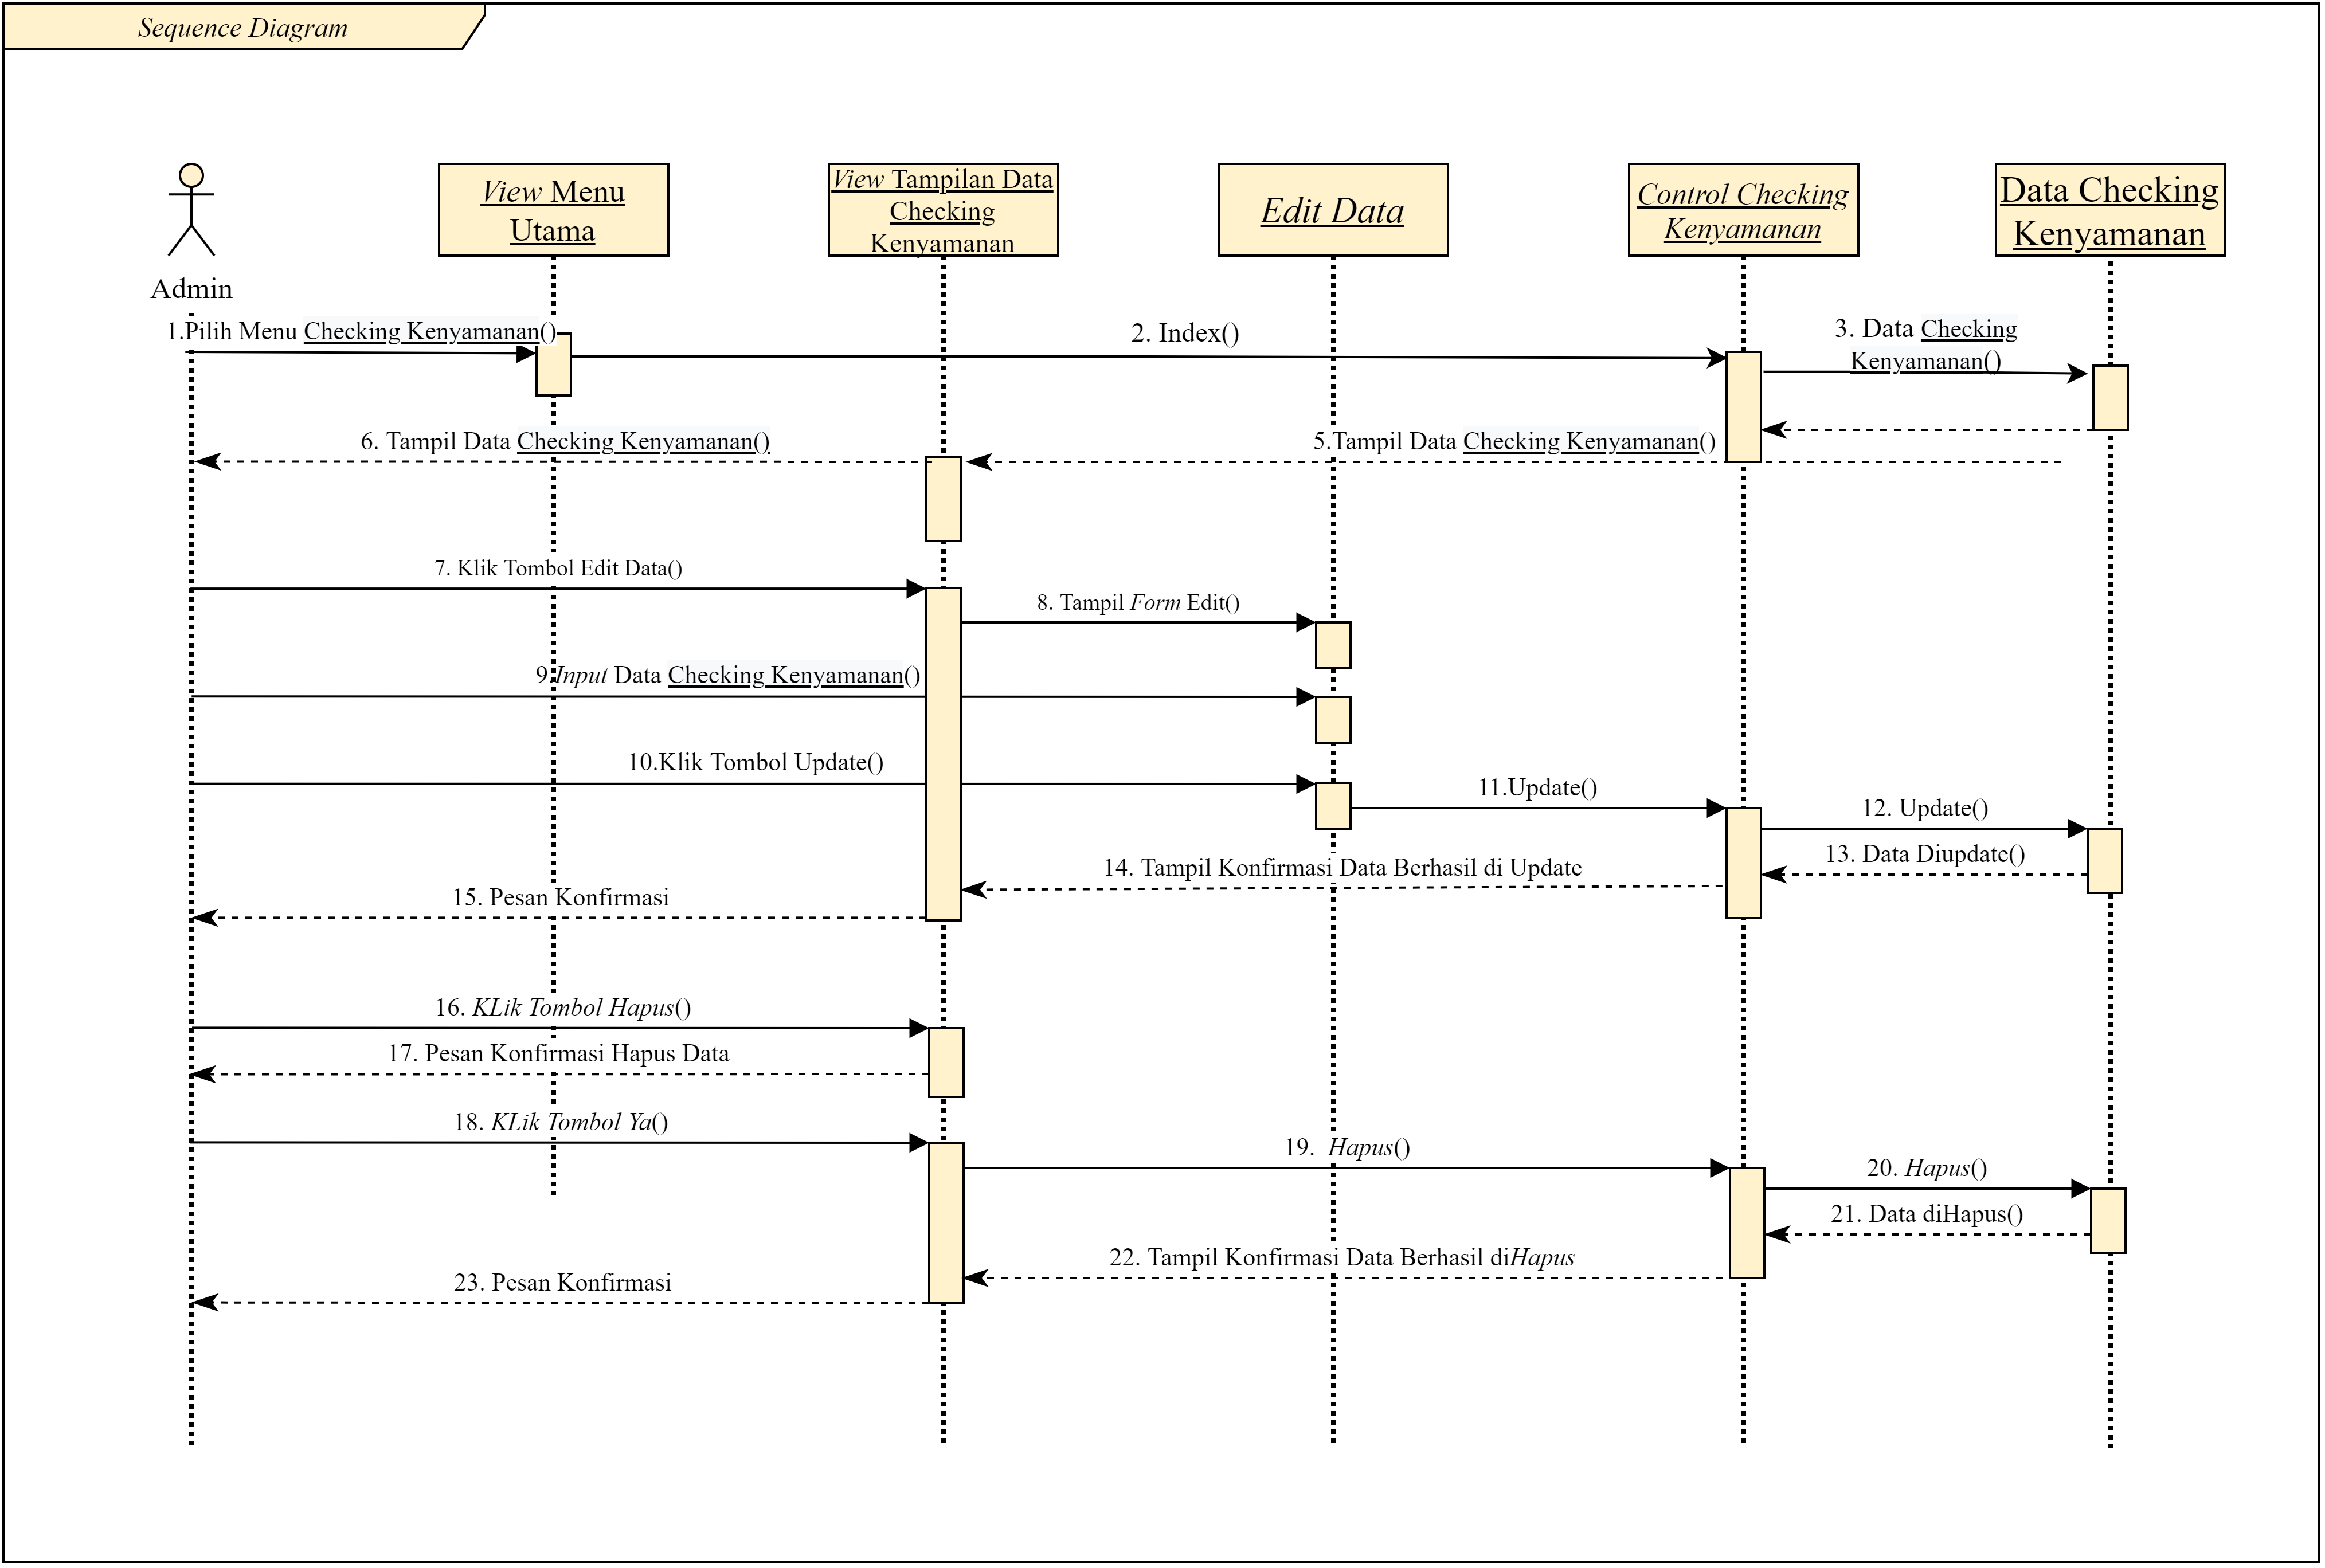 Sequence Diagram
View Menu
Utama
View Tampilan Data
Checking
Kenyamanan
Edit Data
Control Checking
Kenyamanan
Data Checking
Kenyamanan
Admin
1.Pilih Menu Checking Kenyamanan()
2. Index()
3. Data Checking
Kenyamanan()
6. Tampil Data Checking Kenyamanan()
5.Tampil Data Checking Kenyamanan()
7. Klik Tombol Edit Data()
8. Tampil Form Edit()
9.Input Data Checking Kenyamanan()
10.Klik Tombol Update()
11.Update()
12. Update()
13. Data Diupdate()
14. Tampil Konfirmasi Data Berhasil di Update
15. Pesan Konfirmasi
16. KLik Tombol Hapus()
17. Pesan Konfirmasi Hapus Data
18. KLik Tombol Ya()
19. Hapus()
20. Hapus()
21. Data diHapus()
22. Tampil Konfirmasi Data Berhasil diHapus
23. Pesan Konfirmasi